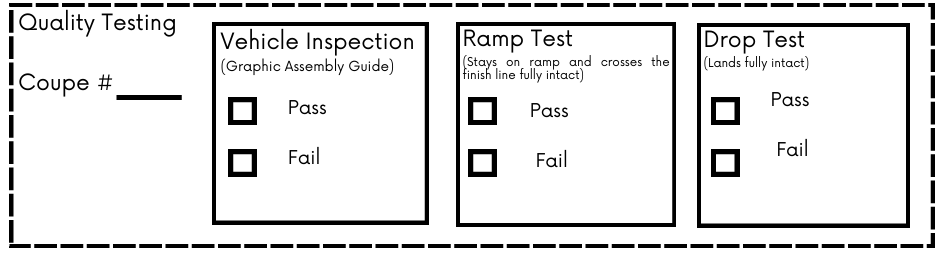 Quality Testing
Coupe # ____
Vehicle Inspection
(Graphic Assembly Guide)
Pass
Fail
Ramp Test
(Stays on ramp and crosses the
finish line fully intact)
Pass
Fail
Drop Test
(Lands fully intact)
Pass
Fail